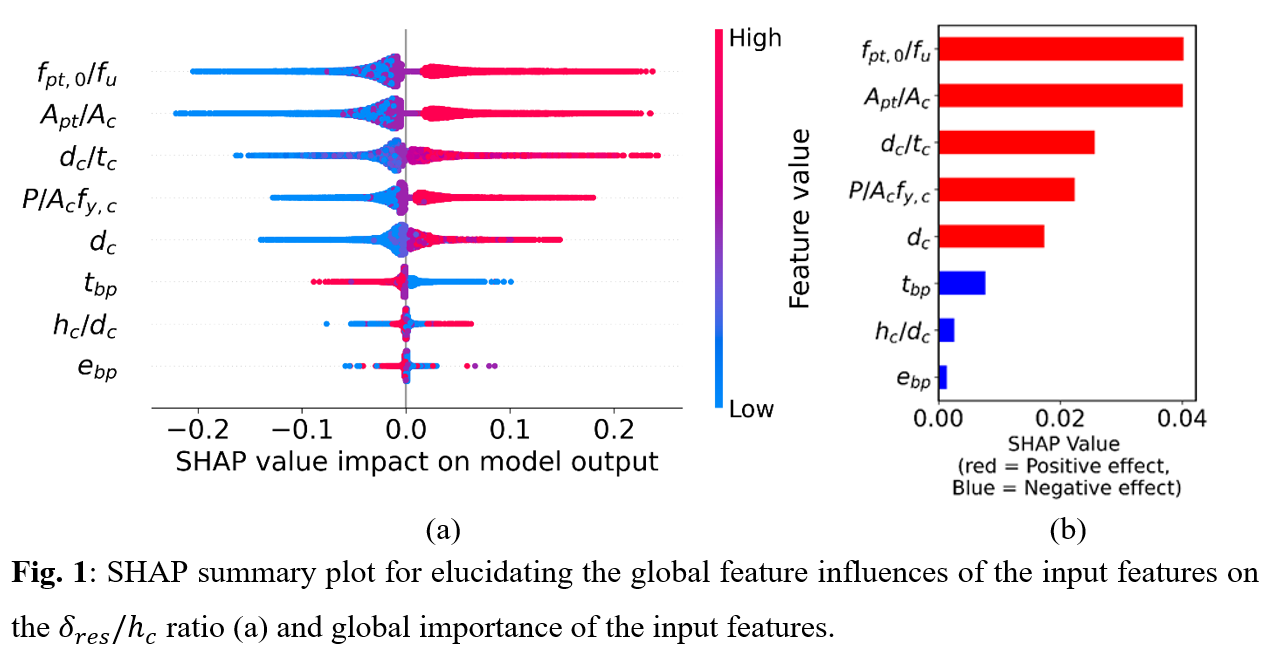 f_{pt,0}/f_u
A_{pt}/A_c
d_c/t_c
P/A_cf_{y,c}
d_c
t_{bp}
h_c/d_c
e_{bp}
−0.2 −0.1 0.0 0.1 0.2
SHAP value impact on model output
High
Feature value
Low
(a)
f_{pt,0}/f_u
A_{pt}/A_c
d_c/t_c
P/A_cf_{y,c}
d_c
t_{bp}
h_c/d_c
e_{bp}
0.00 0.02 0.04
SHAP Value
(red = Positive effect,
Blue = Negative effect)
(b)
Fig. 1: SHAP summary plot for elucidating the global feature influences of the input features on
the δ_{res}/h_c ratio (a) and global importance of the input features.